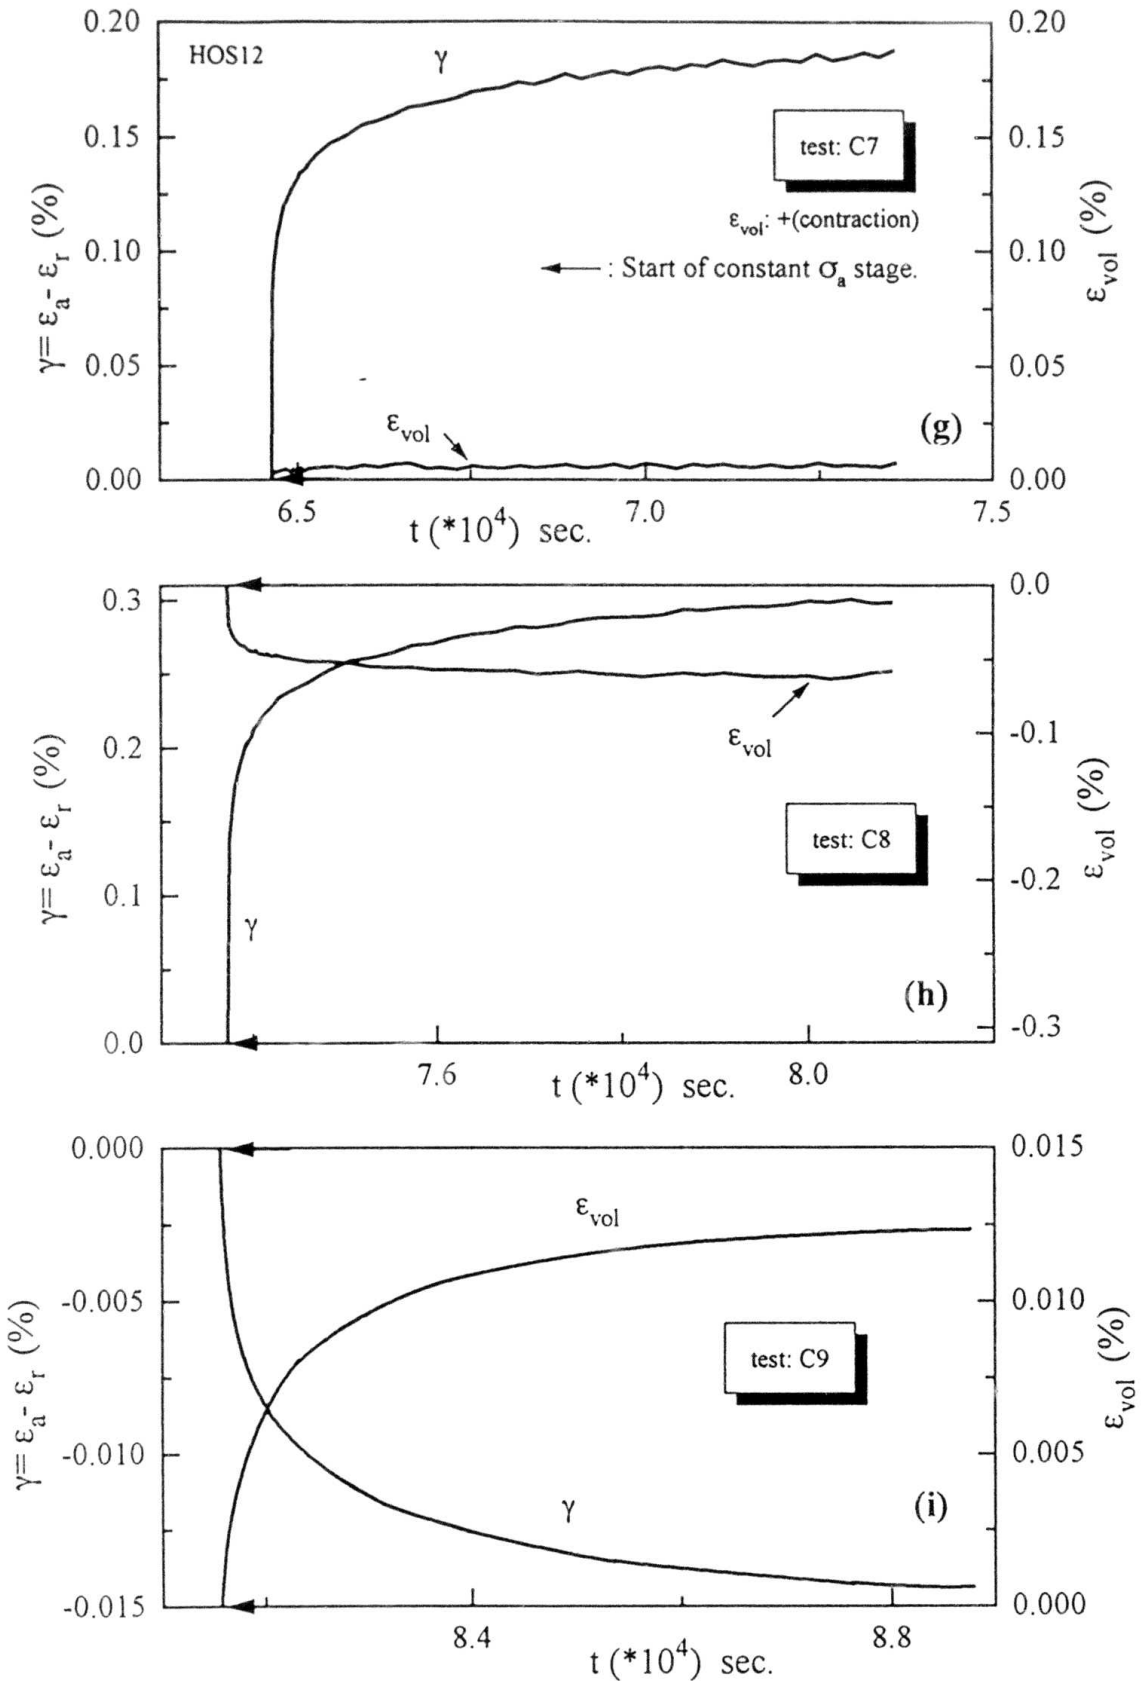 HOS12
γ
test: C7
ε_vol: +(contraction)
← : Start of constant σ_a stage.
ε_vol
(g)
0.20
0.15
0.10
0.05
0.00
γ= ε_a- ε_r (%)
0.20
0.15
0.10
0.05
0.00
ε_vol (%)
6.5 7.0 7.5
t (*10^4) sec.
0.3
0.2
0.1
0.0
γ= ε_a- ε_r (%)
0.0
-0.1
-0.2
-0.3
ε_vol (%)
ε_vol
test: C8
γ
(h)
7.6 8.0
t (*10^4) sec.
0.000
-0.005
-0.010
-0.015
γ= ε_a- ε_r (%)
0.015
0.010
0.005
0.000
ε_vol (%)
ε_vol
test: C9
γ
(i)
8.4 8.8
t (*10^4) sec.